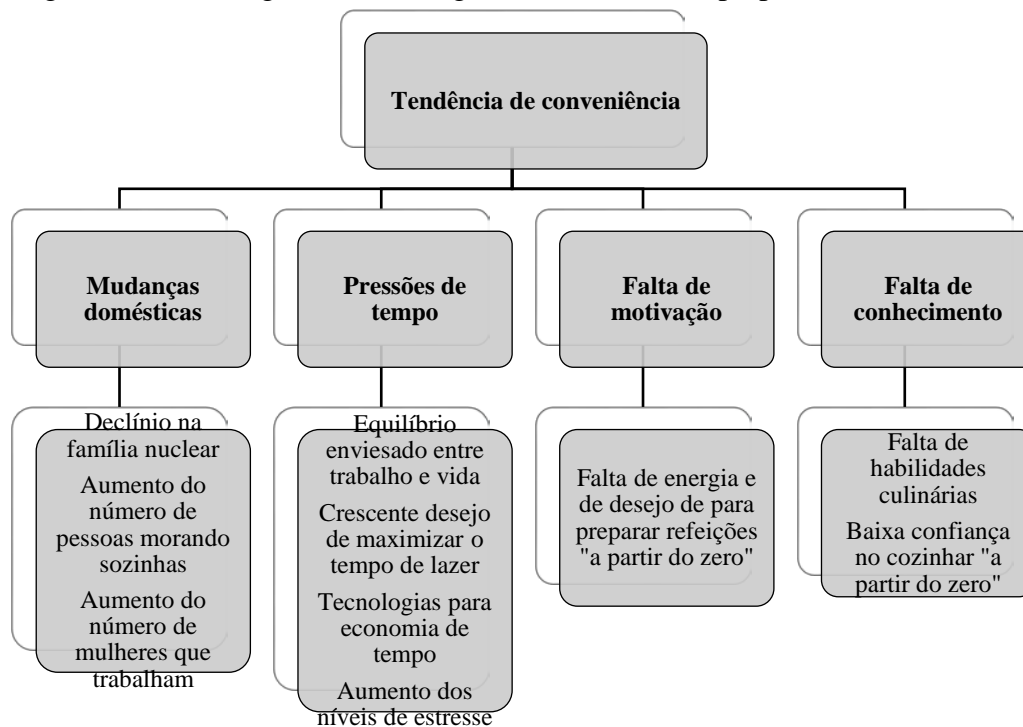 Tendência de conveniência
Mudanças
domésticas
Pressões de
tempo
Falta de
motivação
Falta de
conhecimento
Declínio na
família nuclear
Aumento do
número de
pessoas morando
sozinhas
Aumento do
número de
mulheres que
trabalham
Equilíbrio
enviesado entre
trabalho e vida
Crescente desejo
de maximizar o
tempo de lazer
Tecnologias para
economia de
tempo
Aumento dos
níveis de estresse
Falta de energia e
de desejo de para
preparar refeições
"a partir do zero"
Falta de
habilidades
culinárias
Baixa confiança
no cozinhar "a
partir do zero"